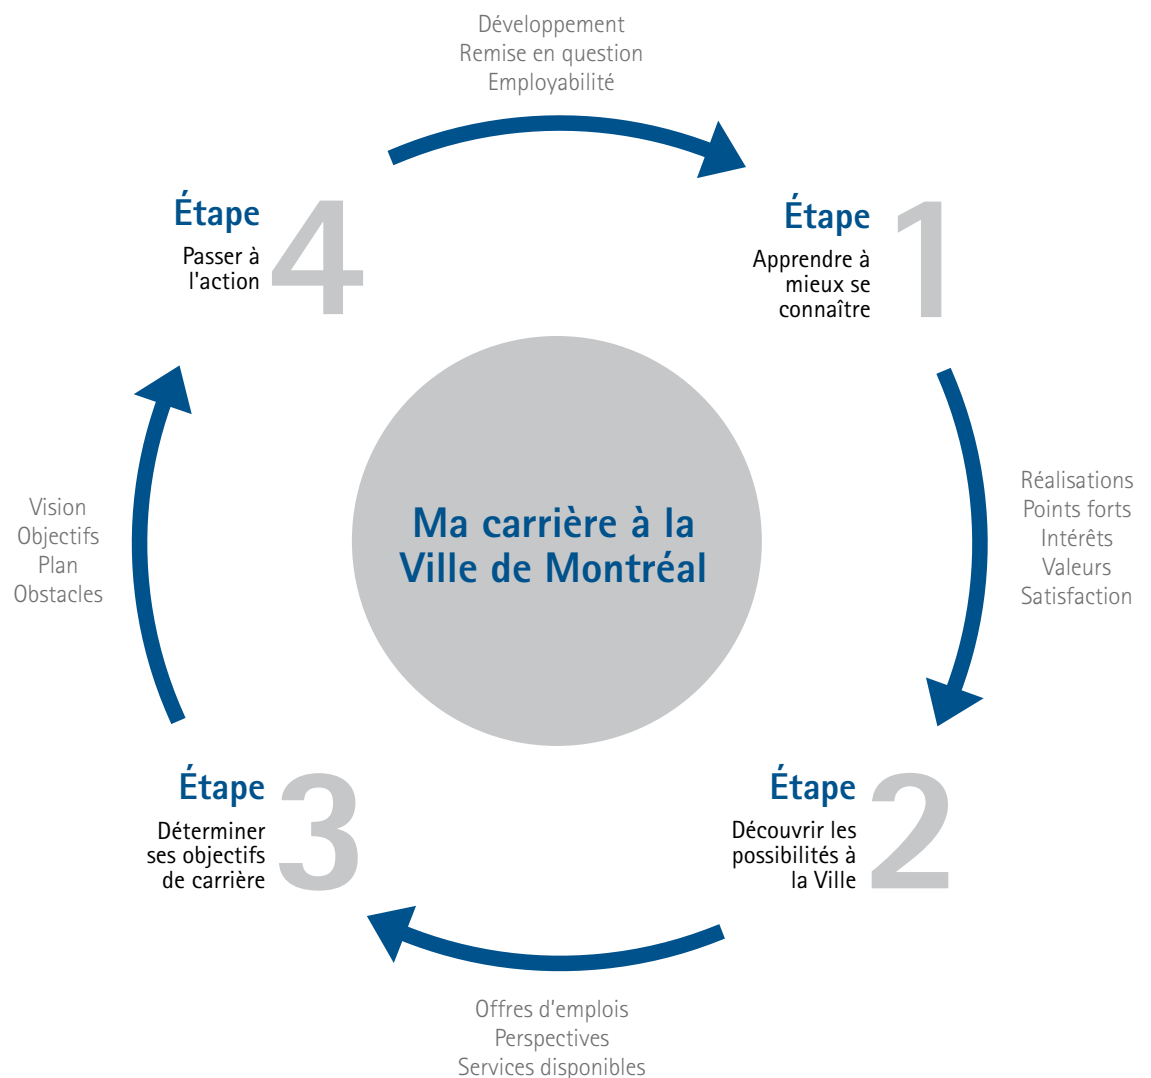 Développement
Remise en question
Employabilité
Étape
4
Passer à
l'action
Étape
1
Apprendre à
mieux se
connaître
Ma carrière à la
Ville de Montréal
Réalisations
Points forts
Intérêts
Valeurs
Satisfaction
Vision
Objectifs
Plan
Obstacles
Étape
3
Déterminer
ses objectifs
de carrière
Étape
2
Découvrir les
possibilités à
la Ville
Offres d'emplois
Perspectives
Services disponibles